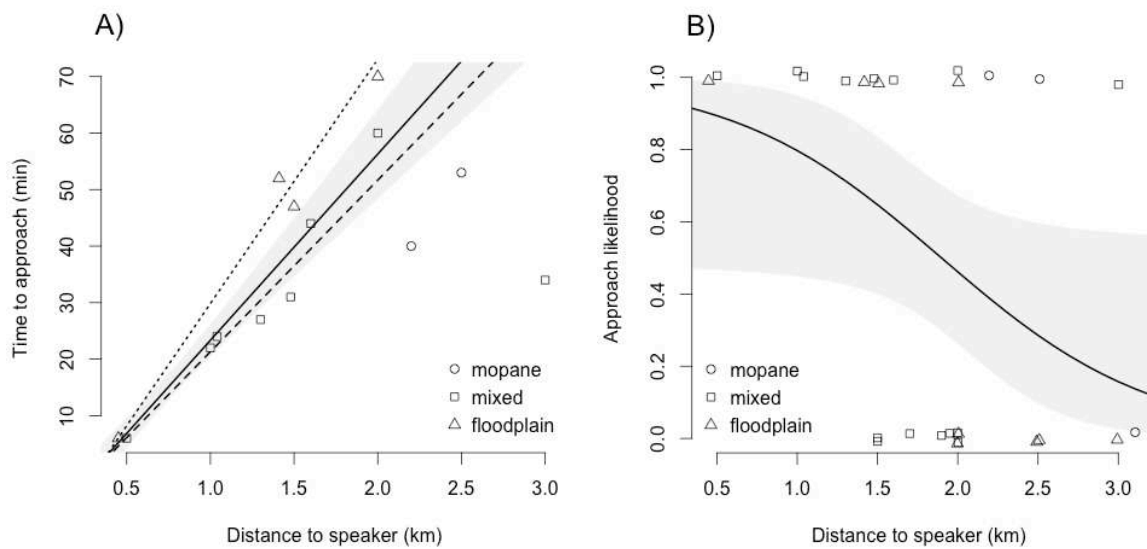 A)
Time to approach (min)
70
60
50
40
30
20
10
mopane
mixed
floodplain
0.5 1.0 1.5 2.0 2.5 3.0
Distance to speaker (km)
B)
Approach likelihood
1.0
0.8
0.6
0.4
0.2
0.0
mopane
mixed
floodplain
0.5 1.0 1.5 2.0 2.5 3.0
Distance to speaker (km)